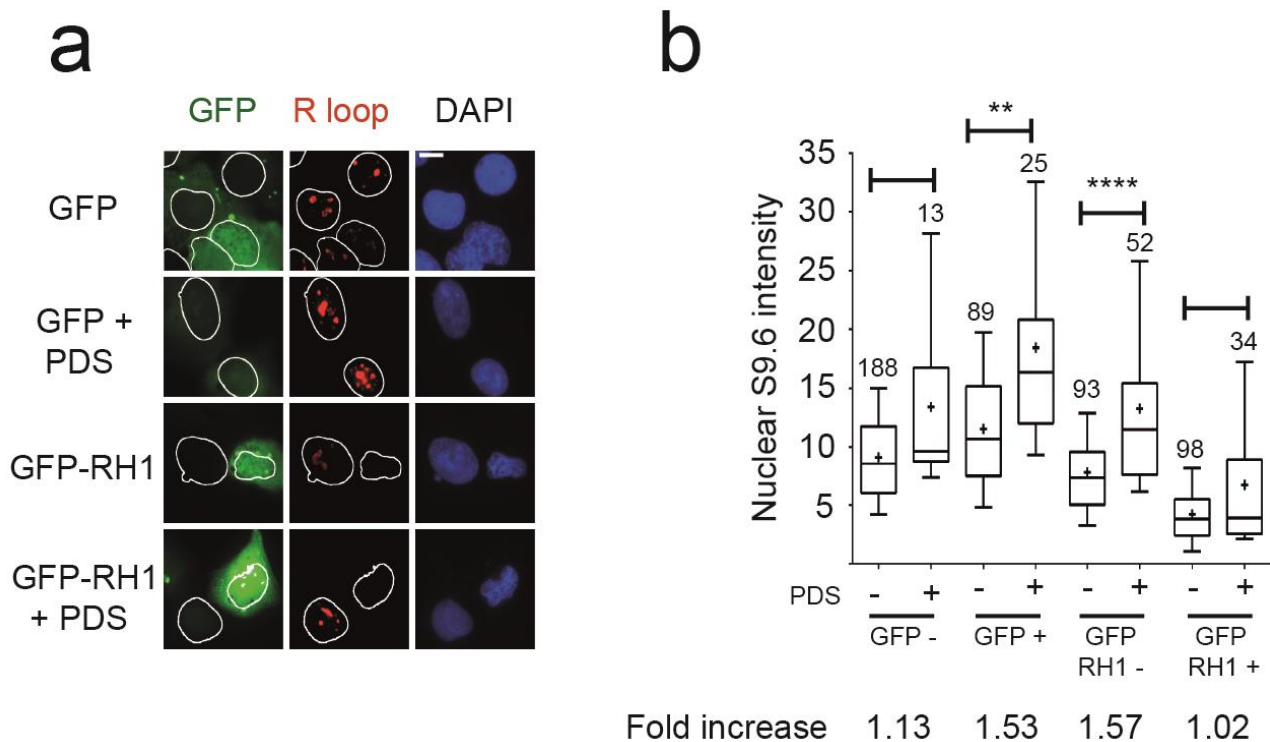 a
GFP R loop DAPI
GFP
GFP +
PDS
GFP-RH1
GFP-RH1
+ PDS
b
Nuclear S9.6 intensity
35
30
25
20
15
10
5
188
13
** 
89
25
****
93
52
98
34
PDS - + - + - + - +
GFP - GFP + GFP RH1 - GFP RH1 +
Fold increase 1.13 1.53 1.57 1.02